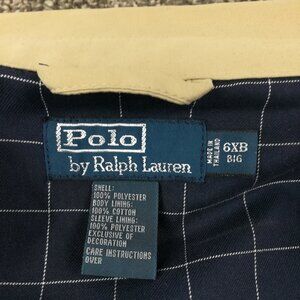 Polo
by Ralph Lauren
MADE IN
THAILAND
6XB
BIG
SHELL:
100% POLYESTER
BODY LINING:
100% COTTON
SLEEVE LINING:
100% POLYESTER
EXCLUSIVE OF
DECORATION
CARE INSTRUCTIONS
OVER